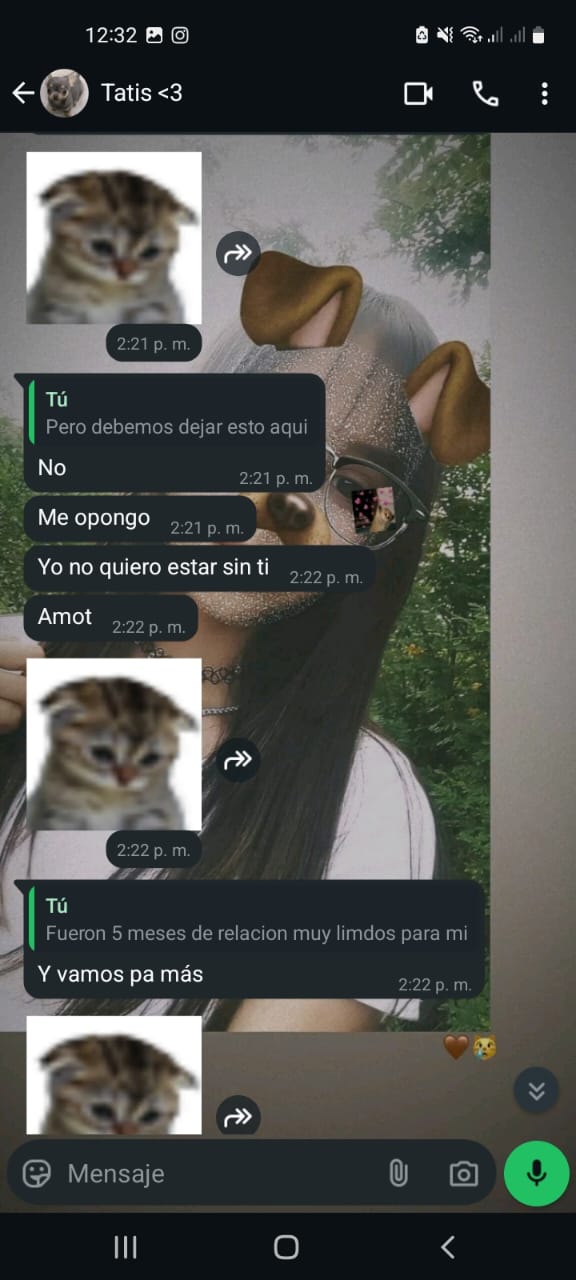 12:32
Tatis <3
2:21 p. m.
Tú
Pero debemos dejar esto aqui
No
2:21 p. m.
Me opongo
2:21 p. m.
Yo no quiero estar sin ti
2:22 p. m.
Amot
2:22 p. m.
2:22 p. m.
Tú
Fueron 5 meses de relacion muy limdos para mi
Y vamos pa más
2:22 p. m.
Mensaje